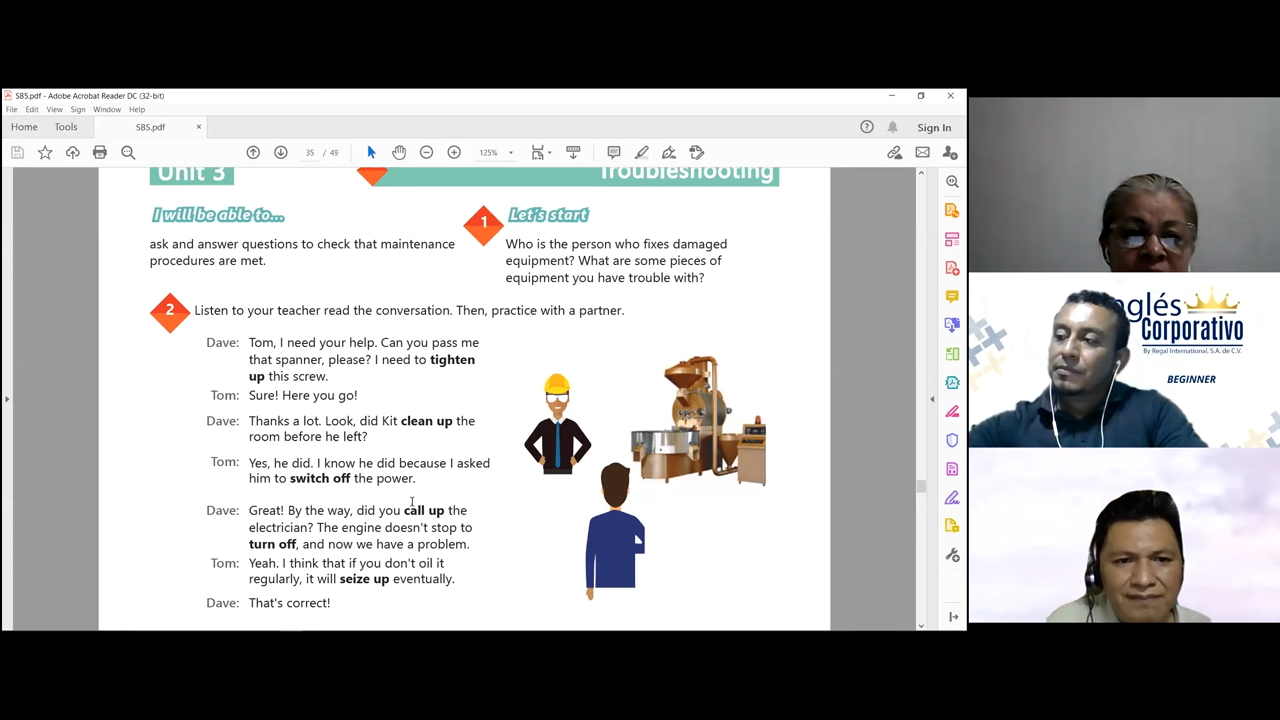 SB5.pdf - Adobe Acrobat Reader DC (32-bit)
File Edit View Sign Window Help
Home Tools SB5.pdf × Sign In
35 / 49 125%
Unit 3 Troubleshooting
I will be able to...
ask and answer questions to check that maintenance
procedures are met.
1 Let's start
Who is the person who fixes damaged
equipment? What are some pieces of
equipment you have trouble with?
2 Listen to your teacher read the conversation. Then, practice with a partner.
Dave: Tom, I need your help. Can you pass me
that spanner, please? I need to tighten
up this screw.
Tom: Sure! Here you go!
Dave: Thanks a lot. Look, did Kit clean up the
room before he left?
Tom: Yes, he did. I know he did because I asked
him to switch off the power.
Dave: Great! By the way, did you call up the
electrician? The engine doesn't stop to
turn off, and now we have a problem.
Tom: Yeah. I think that if you don't oil it
regularly, it will seize up eventually.
Dave: That's correct!
glés
Corporativo
By Regal International, S.A. de C.V.
BEGINNER